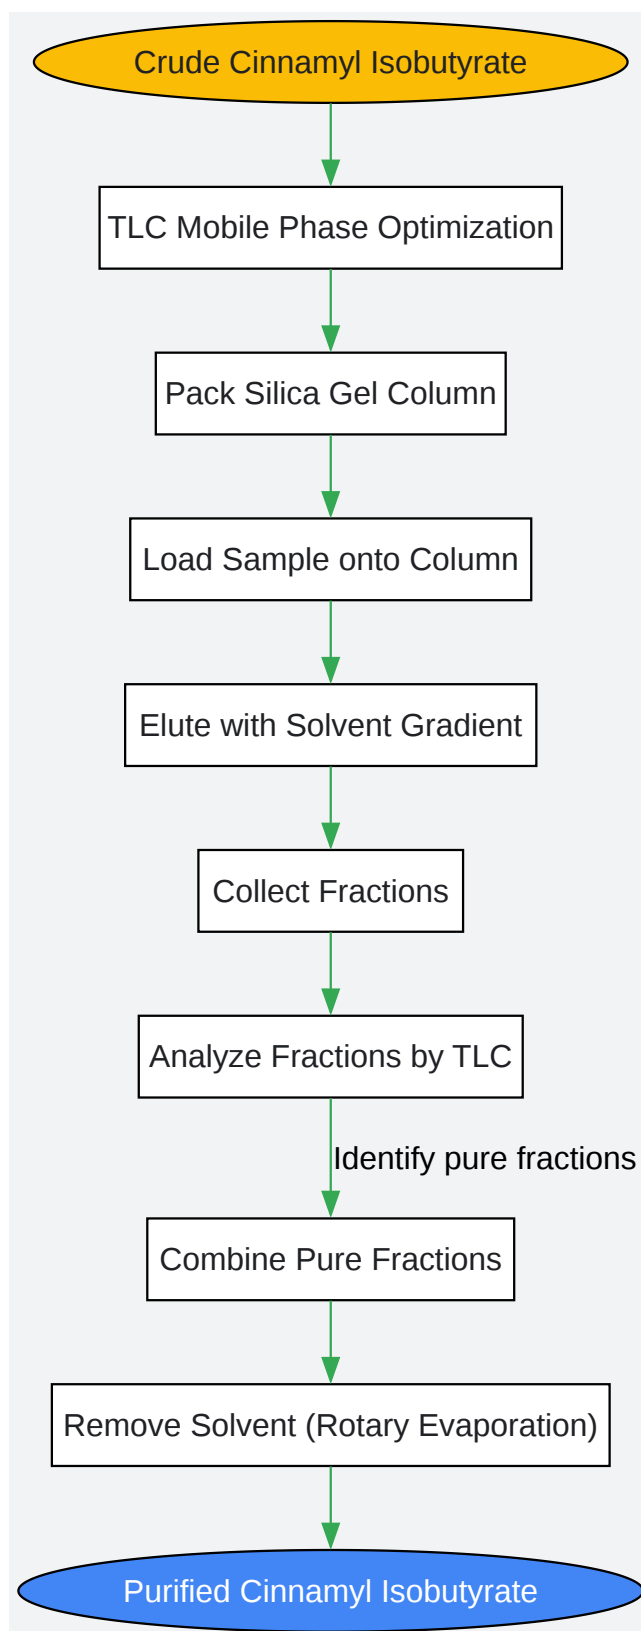 Crude Cinnamyl Isobutyrate
TLC Mobile Phase Optimization
Pack Silica Gel Column
Load Sample onto Column
Elute with Solvent Gradient
Collect Fractions
Analyze Fractions by TLC
Identify pure fractions
Combine Pure Fractions
Remove Solvent (Rotary Evaporation)
Purified Cinnamyl Isobutyrate